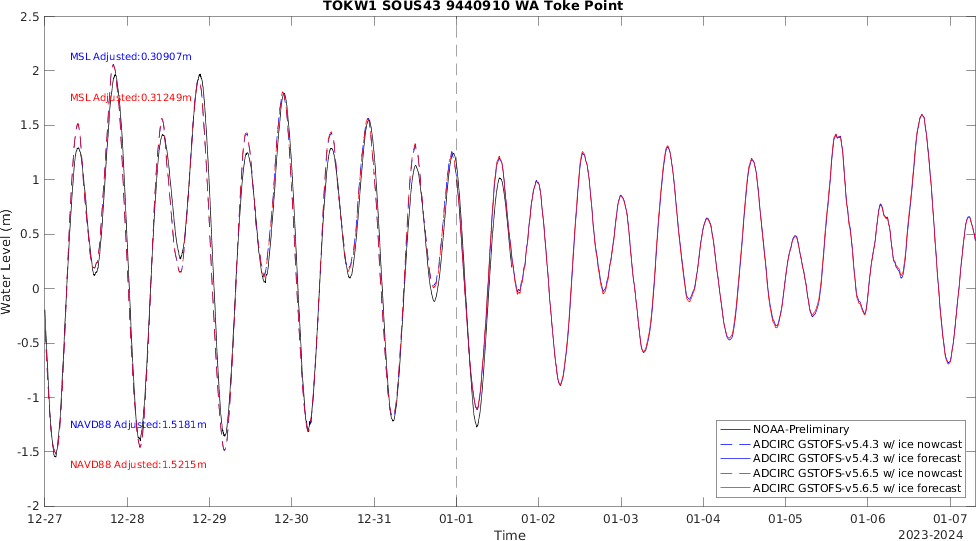 TOKW1 SOUS43 9440910 WA Toke Point
2.5
2
1.5
1
0.5
0
-0.5
-1
-1.5
-2
Water Level (m)
MSL Adjusted:0.30907m
MSL Adjusted:0.31249m
NAVD88 Adjusted:1.5181m
NAVD88 Adjusted:1.5215m
NOAA-Preliminary
ADCIRC GSTOFS-v5.4.3 w/ ice nowcast
ADCIRC GSTOFS-v5.4.3 w/ ice forecast
ADCIRC GSTOFS-v5.6.5 w/ ice nowcast
ADCIRC GSTOFS-v5.6.5 w/ ice forecast
12-27 12-28 12-29 12-30 12-31 01-01 01-02 01-03 01-04 01-05 01-06 01-07
Time
2023-2024